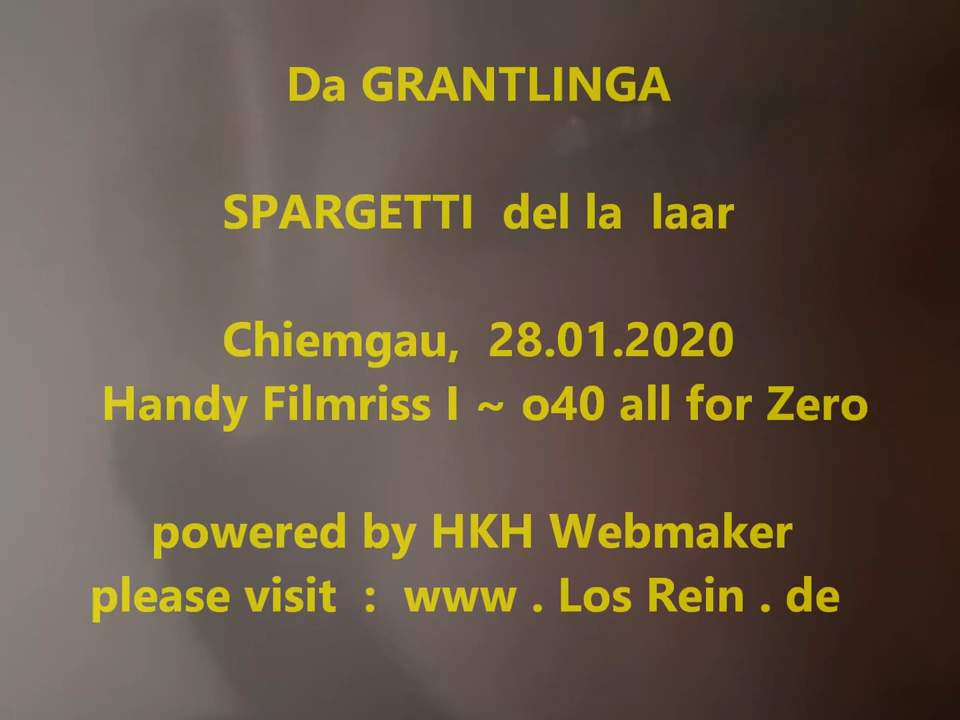 Da GRANTLINGA
SPARGETTI del la laar
Chiemgau, 28.01.2020
Handy Filmriss I ~ o40 all for Zero
powered by HKH Webmaker
please visit : www . Los Rein . de